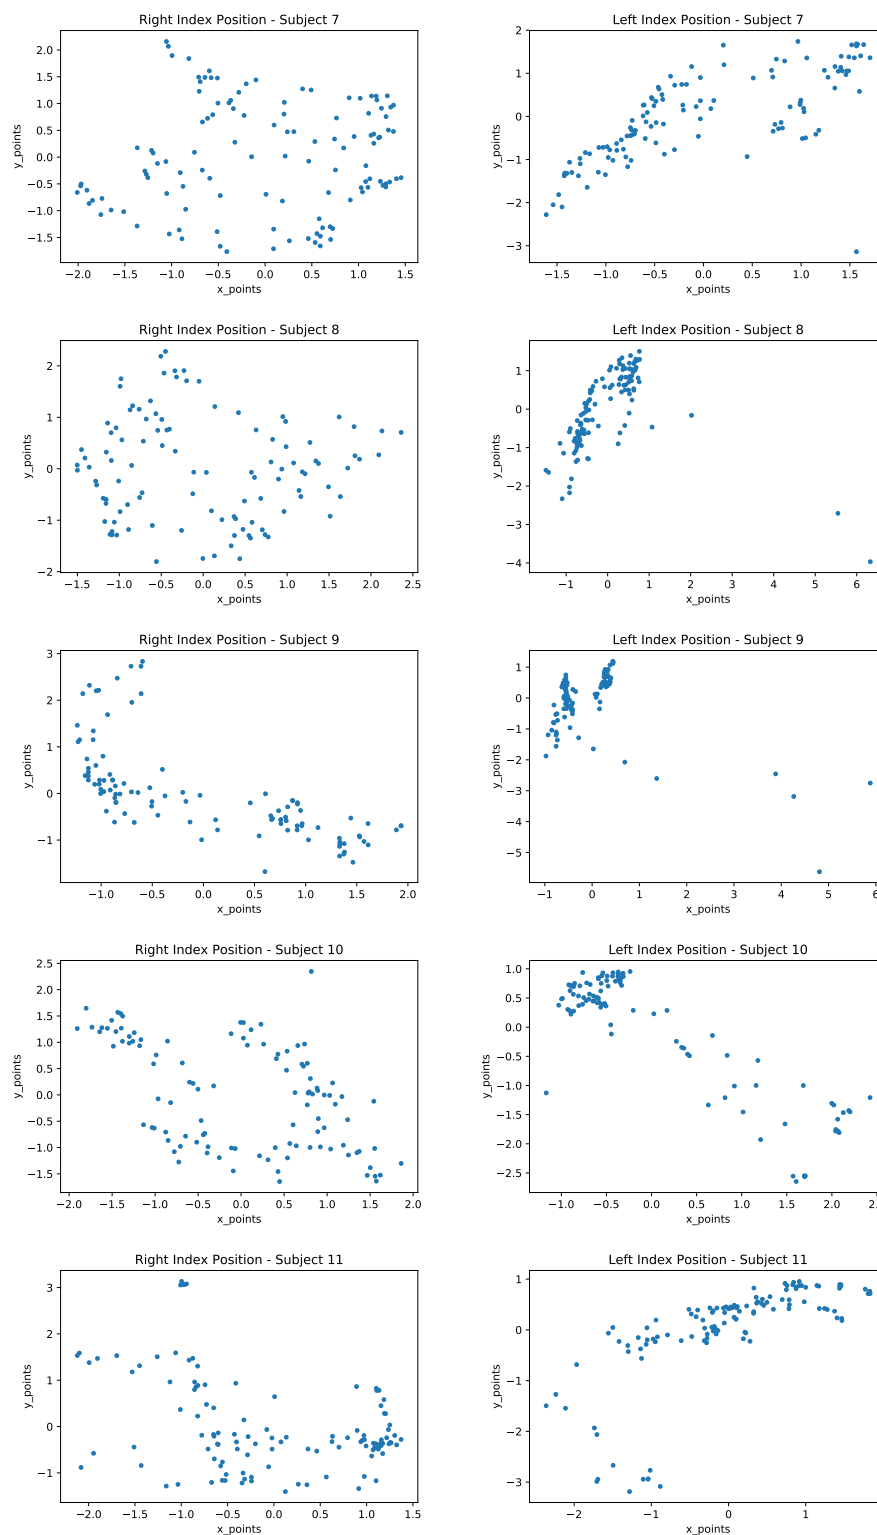 Right Index Position - Subject 7
y_points
2.0
1.5
1.0
0.5
0.0
−0.5
−1.0
−1.5
−2.0 −1.5 −1.0 −0.5 0.0 0.5 1.0 1.5
x_points
Left Index Position - Subject 7
y_points
2
1
0
−1
−2
−3
−1.5 −1.0 −0.5 0.0 0.5 1.0 1.5
x_points
Right Index Position - Subject 8
y_points
2
1
0
−1
−2
−1.5 −1.0 −0.5 0.0 0.5 1.0 1.5 2.0 2.5
x_points
Left Index Position - Subject 8
y_points
1
0
−1
−2
−3
−4
−1 0 1 2 3 4 5 6
x_points
Right Index Position - Subject 9
y_points
3
2
1
0
−1
−1.0 −0.5 0.0 0.5 1.0 1.5 2.0
x_points
Left Index Position - Subject 9
y_points
1
0
−1
−2
−3
−4
−5
−1 0 1 2 3 4 5 6
x_points
Right Index Position - Subject 10
y_points
2.5
2.0
1.5
1.0
0.5
0.0
−0.5
−1.0
−1.5
−2.0 −1.5 −1.0 −0.5 0.0 0.5 1.0 1.5 2.0
x_points
Left Index Position - Subject 10
y_points
1.0
0.5
0.0
−0.5
−1.0
−1.5
−2.0
−2.5
−1.0 −0.5 0.0 0.5 1.0 1.5 2.0
x_points
Right Index Position - Subject 11
y_points
3
2
1
0
−1
−2.0 −1.5 −1.0 −0.5 0.0 0.5 1.0 1.5
x_points
Left Index Position - Subject 11
y_points
1
0
−1
−2
−3
−2 −1 0 1
x_points